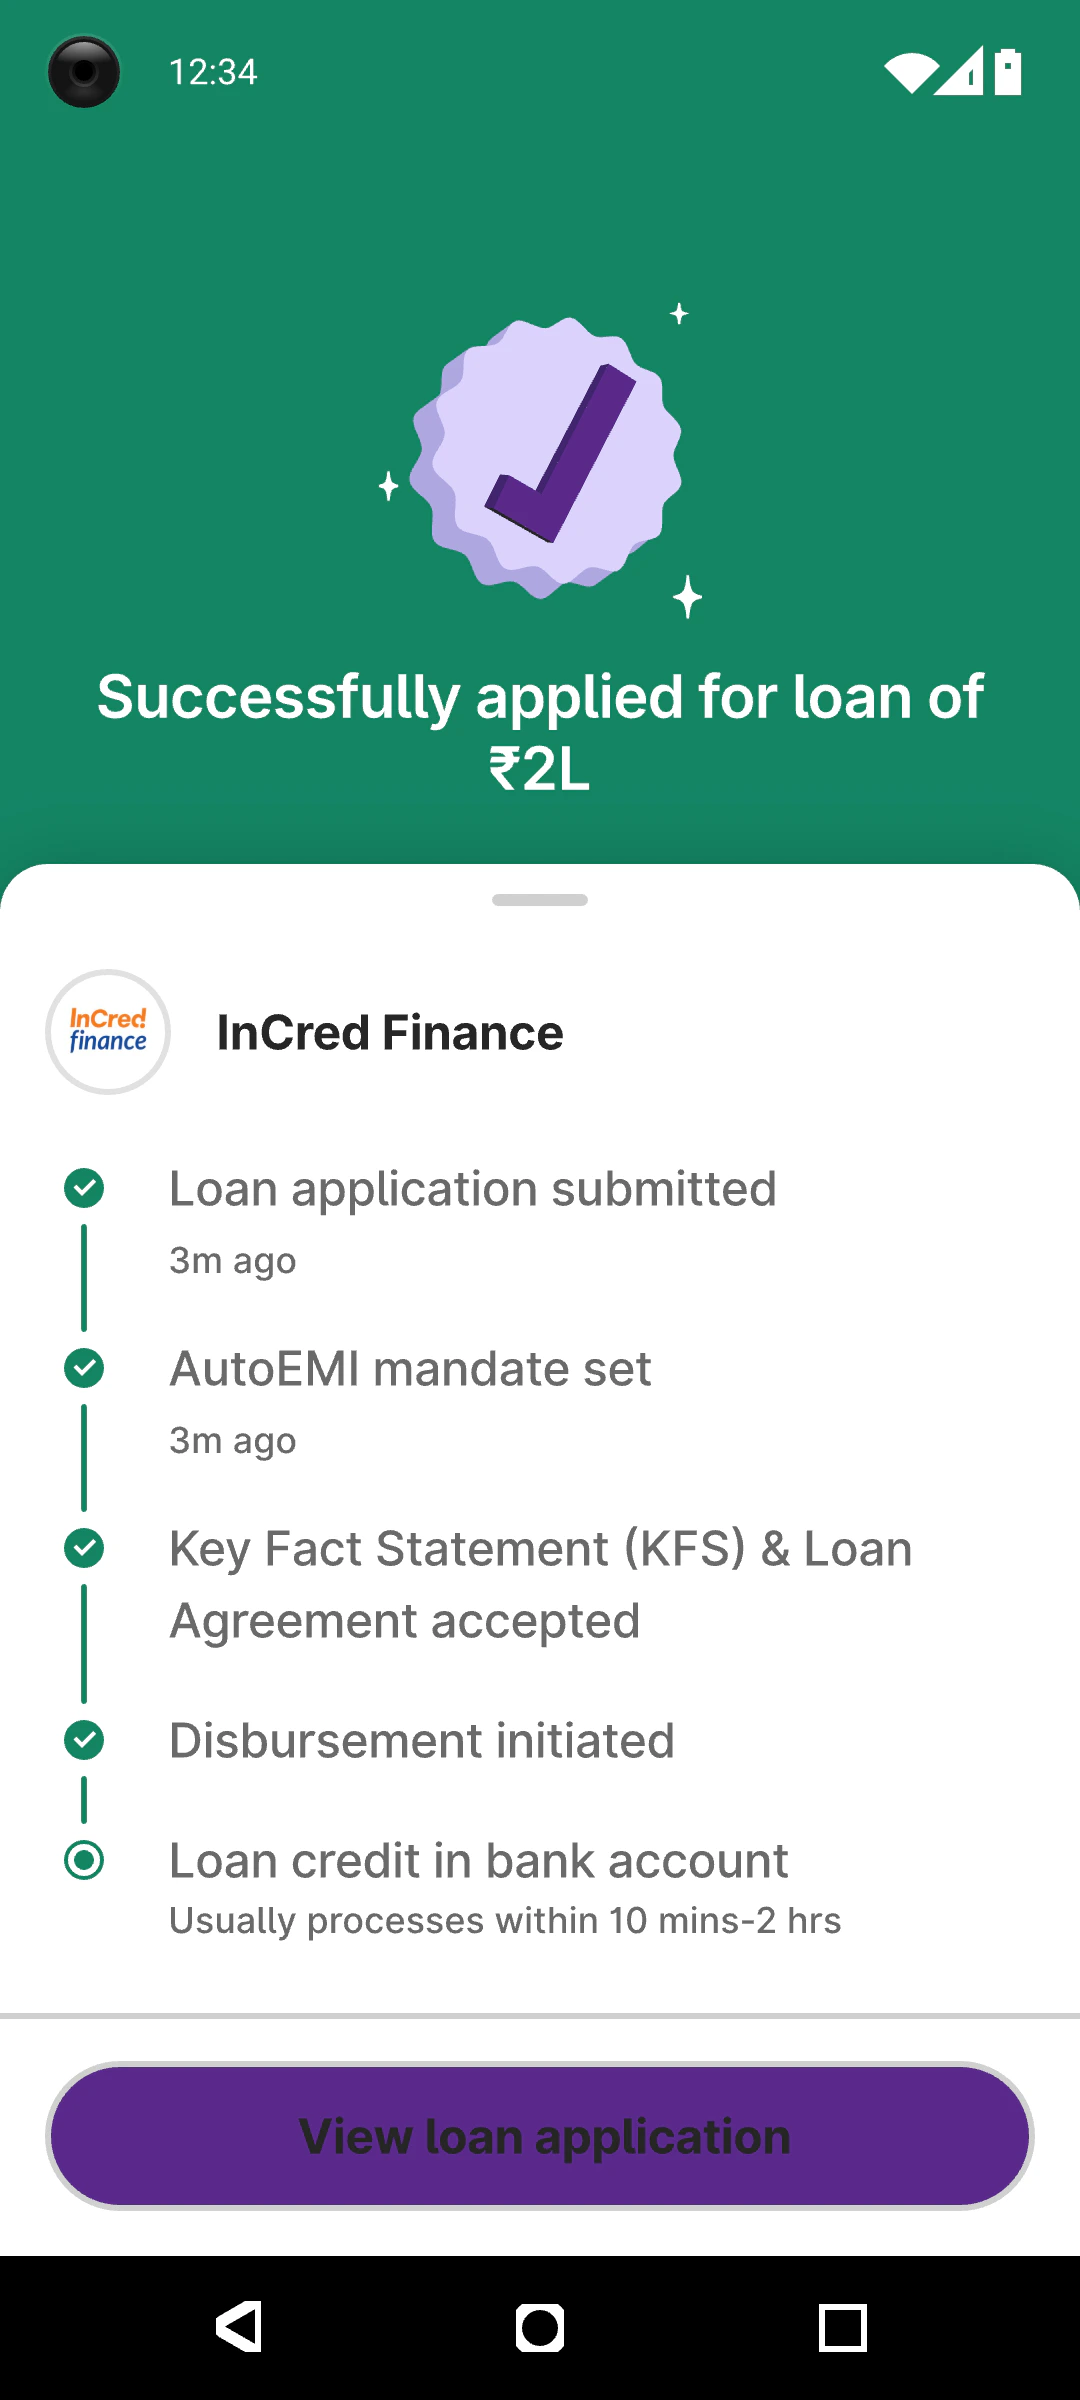 12:34
Successfully applied for loan of
₹2L
InCred
finance
InCred Finance
Loan application submitted
3m ago
AutoEMI mandate set
3m ago
Key Fact Statement (KFS) & Loan
Agreement accepted
Disbursement initiated
Loan credit in bank account
Usually processes within 10 mins-2 hrs
View loan application